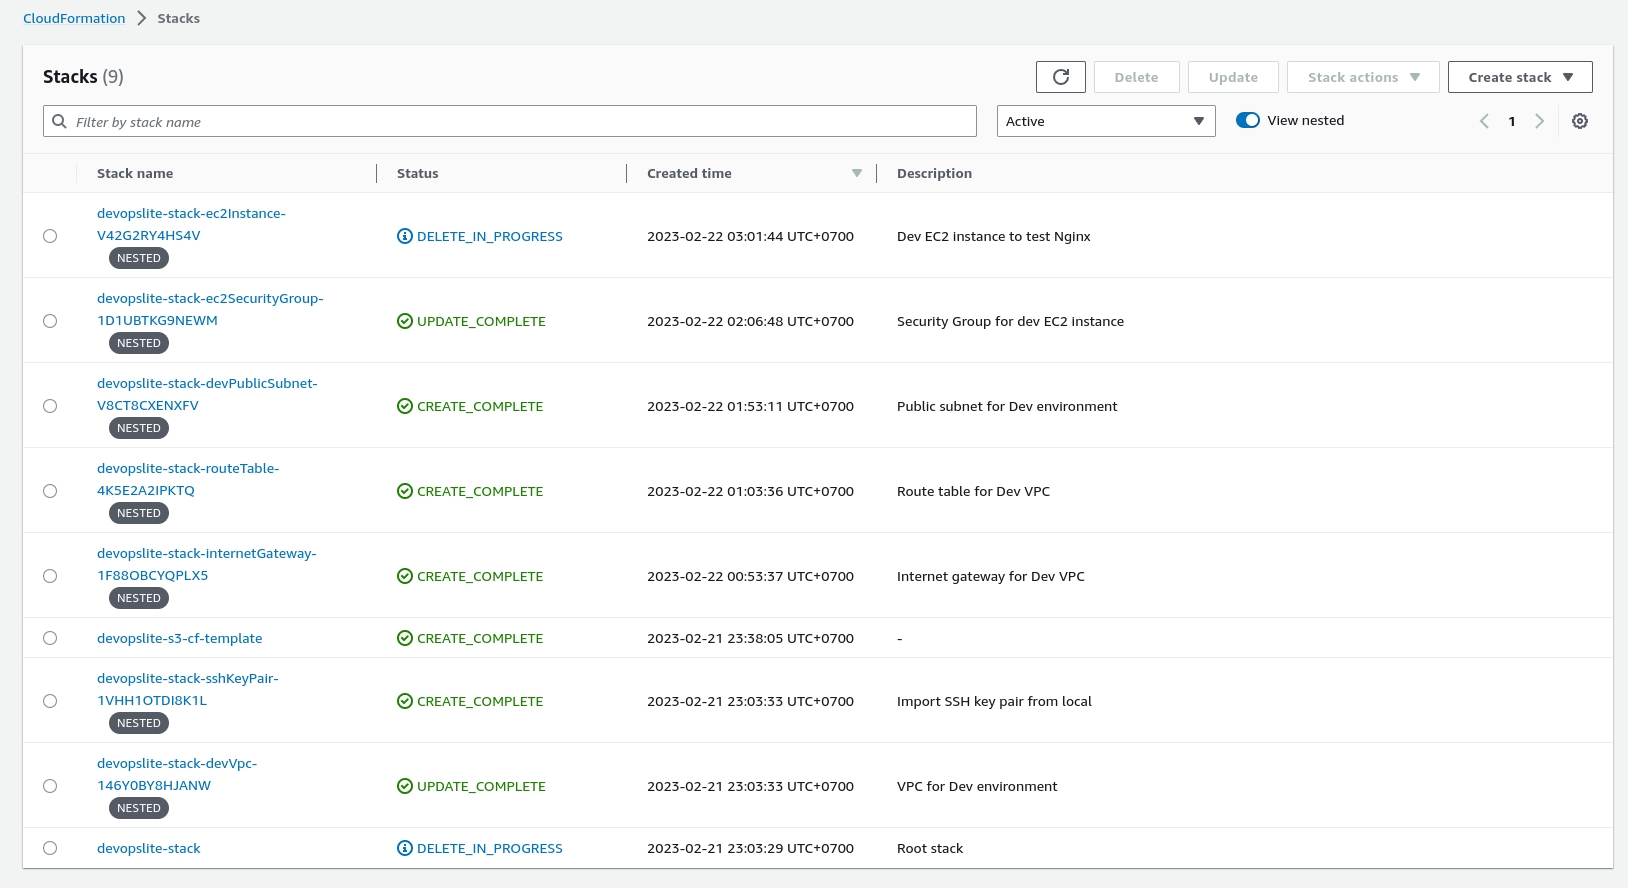 CloudFormation > Stacks
Stacks (9)
Delete
Update
Stack actions
Create stack
Filter by stack name
Active
View nested
1
Stack name
Status
Created time
Description
devopslite-stack-ec2Instance-
V42G2RY4HS4V
NESTED
DELETE_IN_PROGRESS
2023-02-22 03:01:44 UTC+0700
Dev EC2 instance to test Nginx
devopslite-stack-ec2SecurityGroup-
1D1UBTKG9NEWM
NESTED
UPDATE_COMPLETE
2023-02-22 02:06:48 UTC+0700
Security Group for dev EC2 instance
devopslite-stack-devPublicSubnet-
V8CT8CXENXFV
NESTED
CREATE_COMPLETE
2023-02-22 01:53:11 UTC+0700
Public subnet for Dev environment
devopslite-stack-routeTable-
4K5E2A2IPKTQ
NESTED
CREATE_COMPLETE
2023-02-22 01:03:36 UTC+0700
Route table for Dev VPC
devopslite-stack-internetGateway-
1F88OBCYQPLX5
NESTED
CREATE_COMPLETE
2023-02-22 00:53:37 UTC+0700
Internet gateway for Dev VPC
devopslite-s3-cf-template
CREATE_COMPLETE
2023-02-21 23:38:05 UTC+0700
-
devopslite-stack-sshKeyPair-
1VHH1OTDI8K1L
NESTED
CREATE_COMPLETE
2023-02-21 23:03:33 UTC+0700
Import SSH key pair from local
devopslite-stack-devVpc-
146Y0BY8HJANW
NESTED
UPDATE_COMPLETE
2023-02-21 23:03:33 UTC+0700
VPC for Dev environment
devopslite-stack
DELETE_IN_PROGRESS
2023-02-21 23:03:29 UTC+0700
Root stack